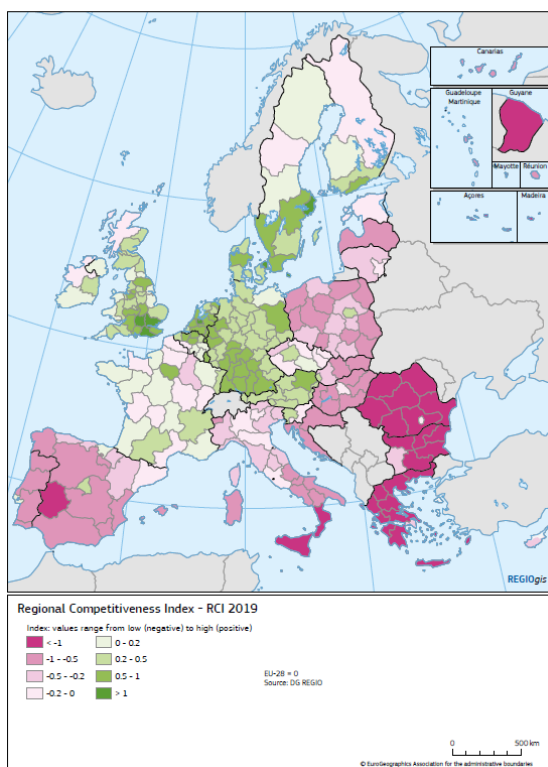 Canarias
Guadeloupe
Martinique
Guyane
Mayotte
Réunion
Açores
Madeira
REGIOgis
Regional Competitiveness Index - RCI 2019
Index: values range from low (negative) to high (positive)
< -1
-1 - -0.5
-0.5 - -0.2
-0.2 - 0
0 - 0.2
0.2 - 0.5
0.5 - 1
> 1
EU-28 = 0
Source: DG REGIO
0 500 km
© EuroGeographics Association for the administrative boundaries